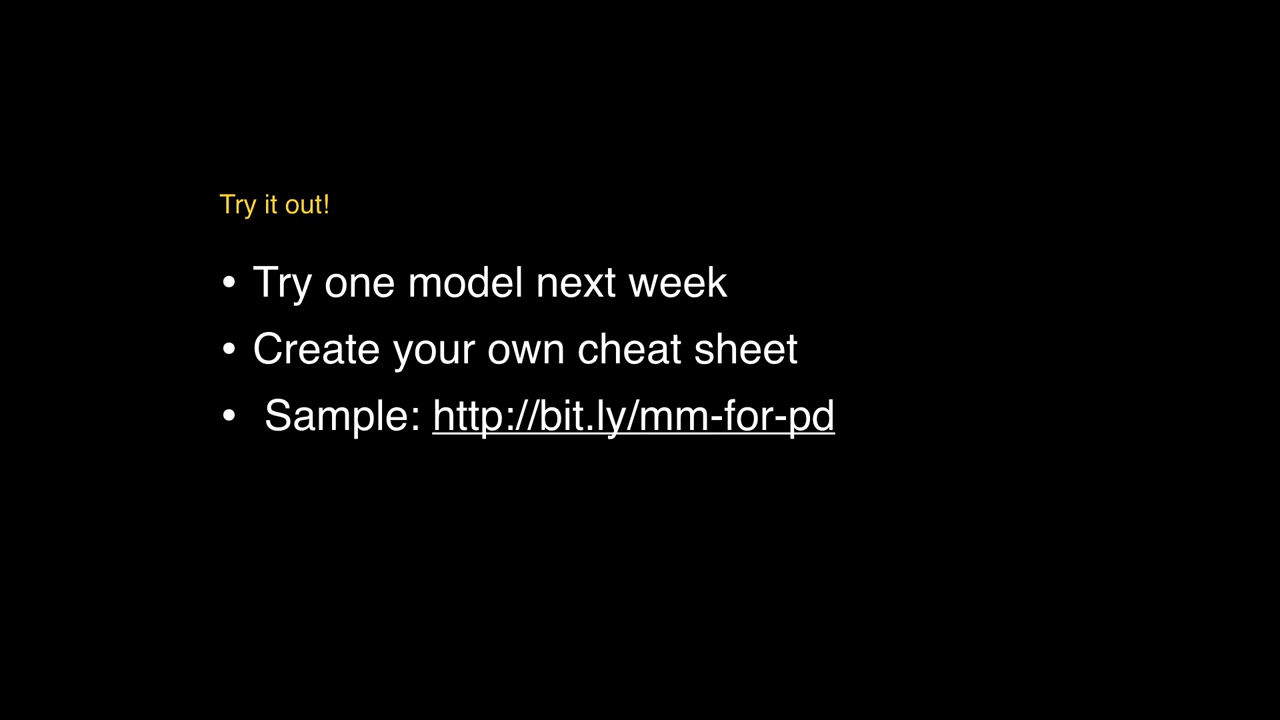 Try it out!
• Try one model next week
• Create your own cheat sheet
• Sample: http://bit.ly/mm-for-pd